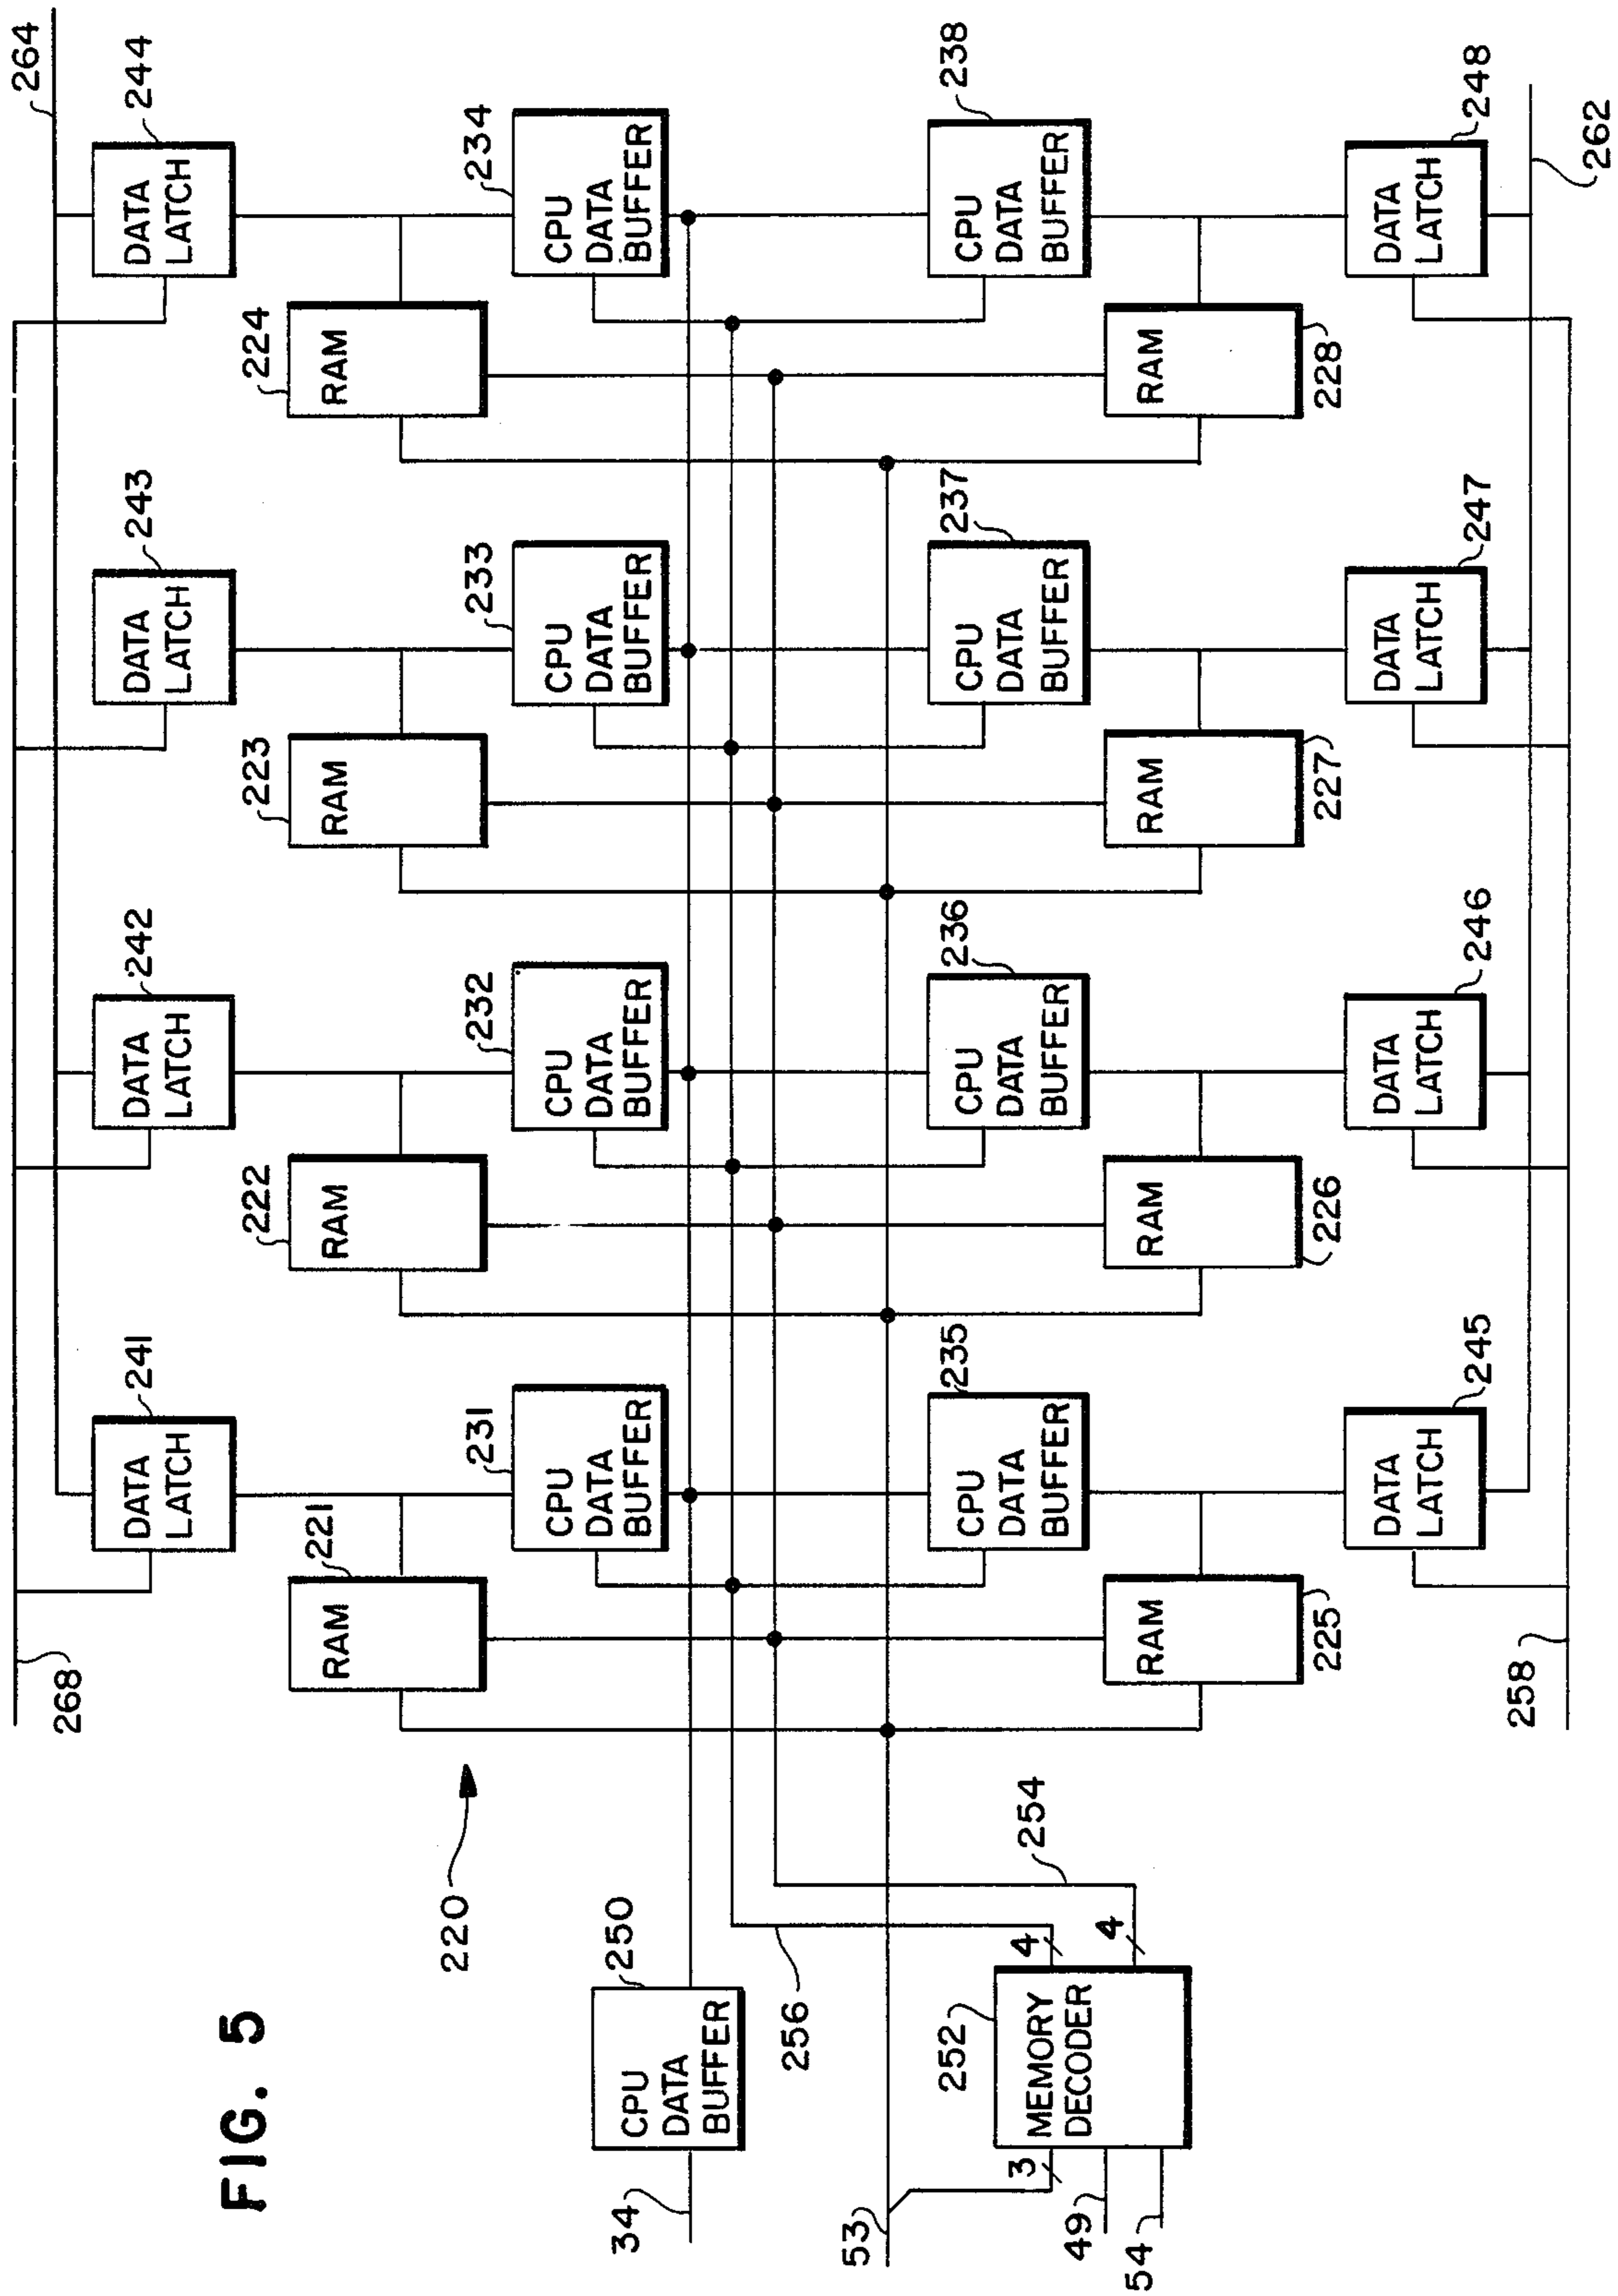 FIG. 5
264
268
241
DATA
LATCH
242
DATA
LATCH
243
DATA
LATCH
244
DATA
LATCH
221
RAM
222
RAM
223
RAM
224
RAM
220
231
CPU
DATA
BUFFER
232
CPU
DATA
BUFFER
233
CPU
DATA
BUFFER
234
CPU
DATA
BUFFER
34
250
CPU
DATA
BUFFER
256
254
53
252
MEMORY
DECODER
3
4
4
49
54
235
CPU
DATA
BUFFER
236
CPU
DATA
BUFFER
237
CPU
DATA
BUFFER
238
CPU
DATA
BUFFER
RAM
225
RAM
226
RAM
227
RAM
228
DATA
LATCH
245
DATA
LATCH
246
DATA
LATCH
247
DATA
LATCH
248
258
262